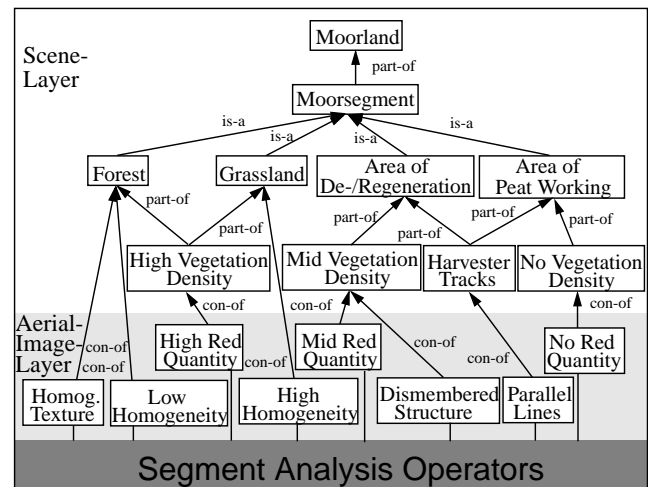 Scene-
Layer
Moorland
part-of
Moorsegment
is-a
is-a
is-a
is-a
Forest
Grassland
Area of
De-/Regeneration
Area of
Peat Working
part-of
part-of
part-of
part-of
part-of
part-of
High Vegetation
Density
Mid Vegetation
Density
Harvester
Tracks
No Vegetation
Density
con-of
con-of
con-of
con-of
Aerial-
Image-
Layer
High Red
Quantity
Mid Red
Quantity
No Red
Quantity
con-of
con-of
con-of
con-of
Homog.
Texture
Low
Homogeneity
High
Homogeneity
Dismembered
Structure
Parallel
Lines
Segment Analysis Operators